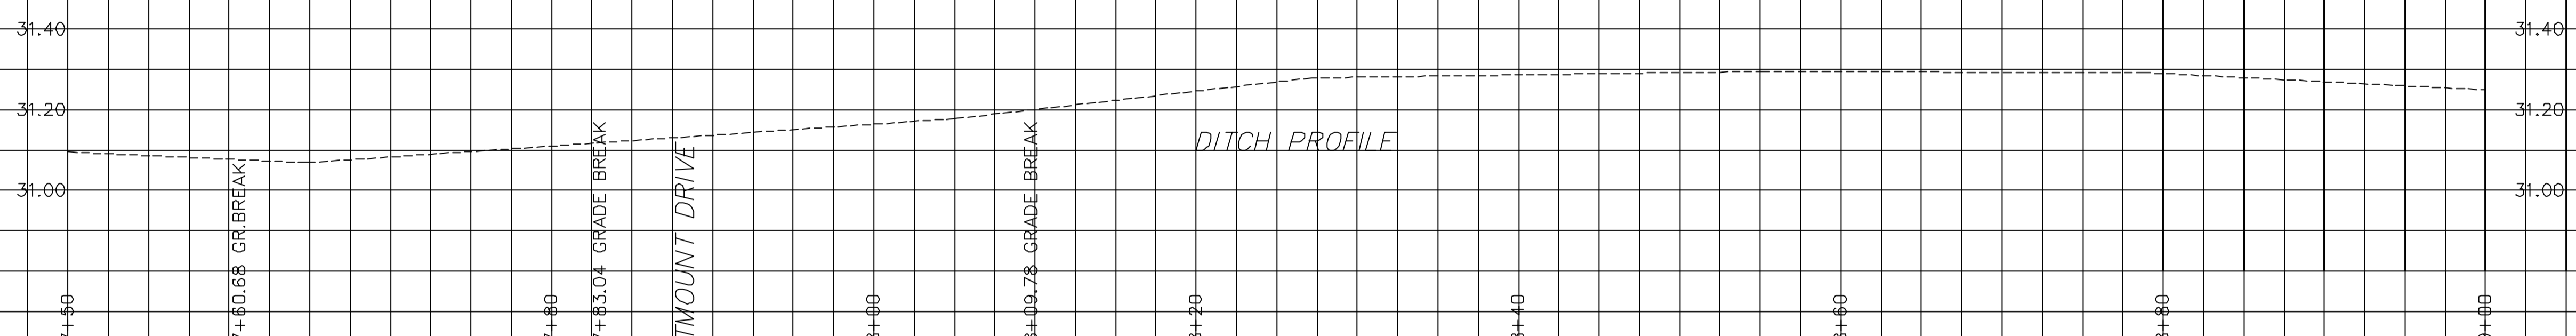 31.40
31.40
31.20
31.20
31.00
31.00
DITCH PROFILE
+50
+60.68 GR.BREAK
+80
+83.04 GRADE BREAK
TMOUNT DRIVE
+00
+09.78 GRADE BREAK
+20
+40
+60
+80
+00